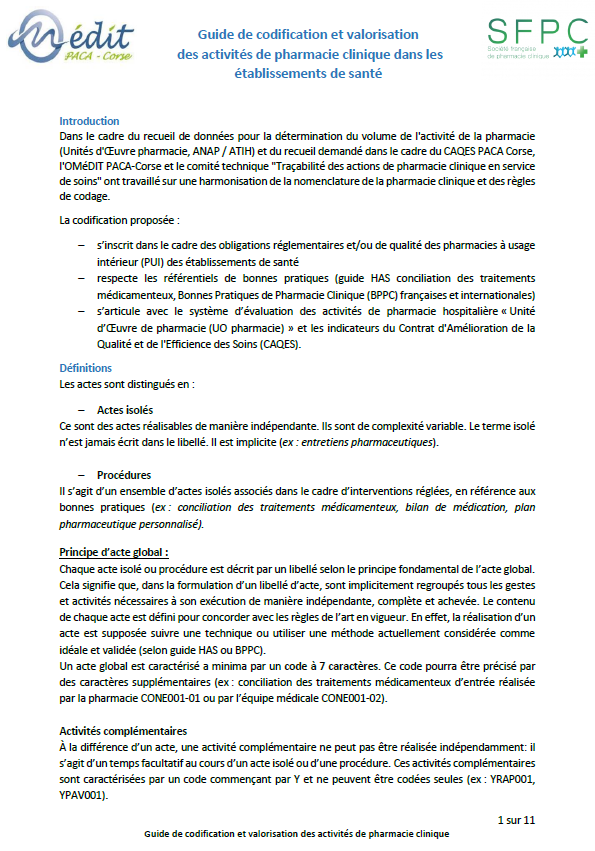 Médit
PACA - Corse
Guide de codification et valorisation
des activités de pharmacie clinique dans les
établissements de santé
SFPC
Société française
de pharmacie clinique
Introduction
Dans le cadre du recueil de données pour la détermination du volume de l'activité de la pharmacie
(Unités d'Œuvre pharmacie, ANAP / ATIH) et du recueil demandé dans le cadre du CAQES PACA Corse,
l'OMéDIT PACA-Corse et le comité technique "Traçabilité des actions de pharmacie clinique en service
de soins" ont travaillé sur une harmonisation de la nomenclature de la pharmacie clinique et des règles
de codage.
La codification proposée :
– s'inscrit dans le cadre des obligations réglementaires et/ou de qualité des pharmacies à usage
intérieur (PUI) des établissements de santé
– respecte les référentiels de bonnes pratiques (guide HAS conciliation des traitements
médicamenteux, Bonnes Pratiques de Pharmacie Clinique (BPPC) françaises et internationales)
– s'articule avec le système d'évaluation des activités de pharmacie hospitalière « Unité
d'Œuvre de pharmacie (UO pharmacie) » et les indicateurs du Contrat d'Amélioration de la
Qualité et de l'Efficience des Soins (CAQES).
Définitions
Les actes sont distingués en :
– Actes isolés
Ce sont des actes réalisables de manière indépendante. Ils sont de complexité variable. Le terme isolé
n'est jamais écrit dans le libellé. Il est implicite (ex : entretiens pharmaceutiques).
– Procédures
Il s'agit d'un ensemble d'actes isolés associés dans le cadre d'interventions réglées, en référence aux
bonnes pratiques (ex : conciliation des traitements médicamenteux, bilan de médication, plan
pharmaceutique personnalisé).
Principe d'acte global :
Chaque acte isolé ou procédure est décrit par un libellé selon le principe fondamental de l'acte global.
Cela signifie que, dans la formulation d'un libellé d'acte, sont implicitement regroupés tous les gestes
et activités nécessaires à son exécution de manière indépendante, complète et achevée. Le contenu
de chaque acte est défini pour concorder avec les règles de l'art en vigueur. En effet, la réalisation d'un
acte est supposée suivre une technique ou utiliser une méthode actuellement considérée comme
idéale et validée (selon guide HAS ou BPPC).
Un acte global est caractérisé a minima par un code à 7 caractères. Ce code pourra être précisé par
des caractères supplémentaires (ex : conciliation des traitements médicamenteux d'entrée réalisée
par la pharmacie CONE001-01 ou par l'équipe médicale CONE001-02).
Activités complémentaires
À la différence d'un acte, une activité complémentaire ne peut pas être réalisée indépendamment: il
s'agit d'un temps facultatif au cours d'un acte isolé ou d'une procédure. Ces activités complémentaires
sont caractérisées par un code commençant par Y et ne peuvent être codées seules (ex : YRAP001,
YPAV001).
1 sur 11
Guide de codification et valorisation des activités de pharmacie clinique